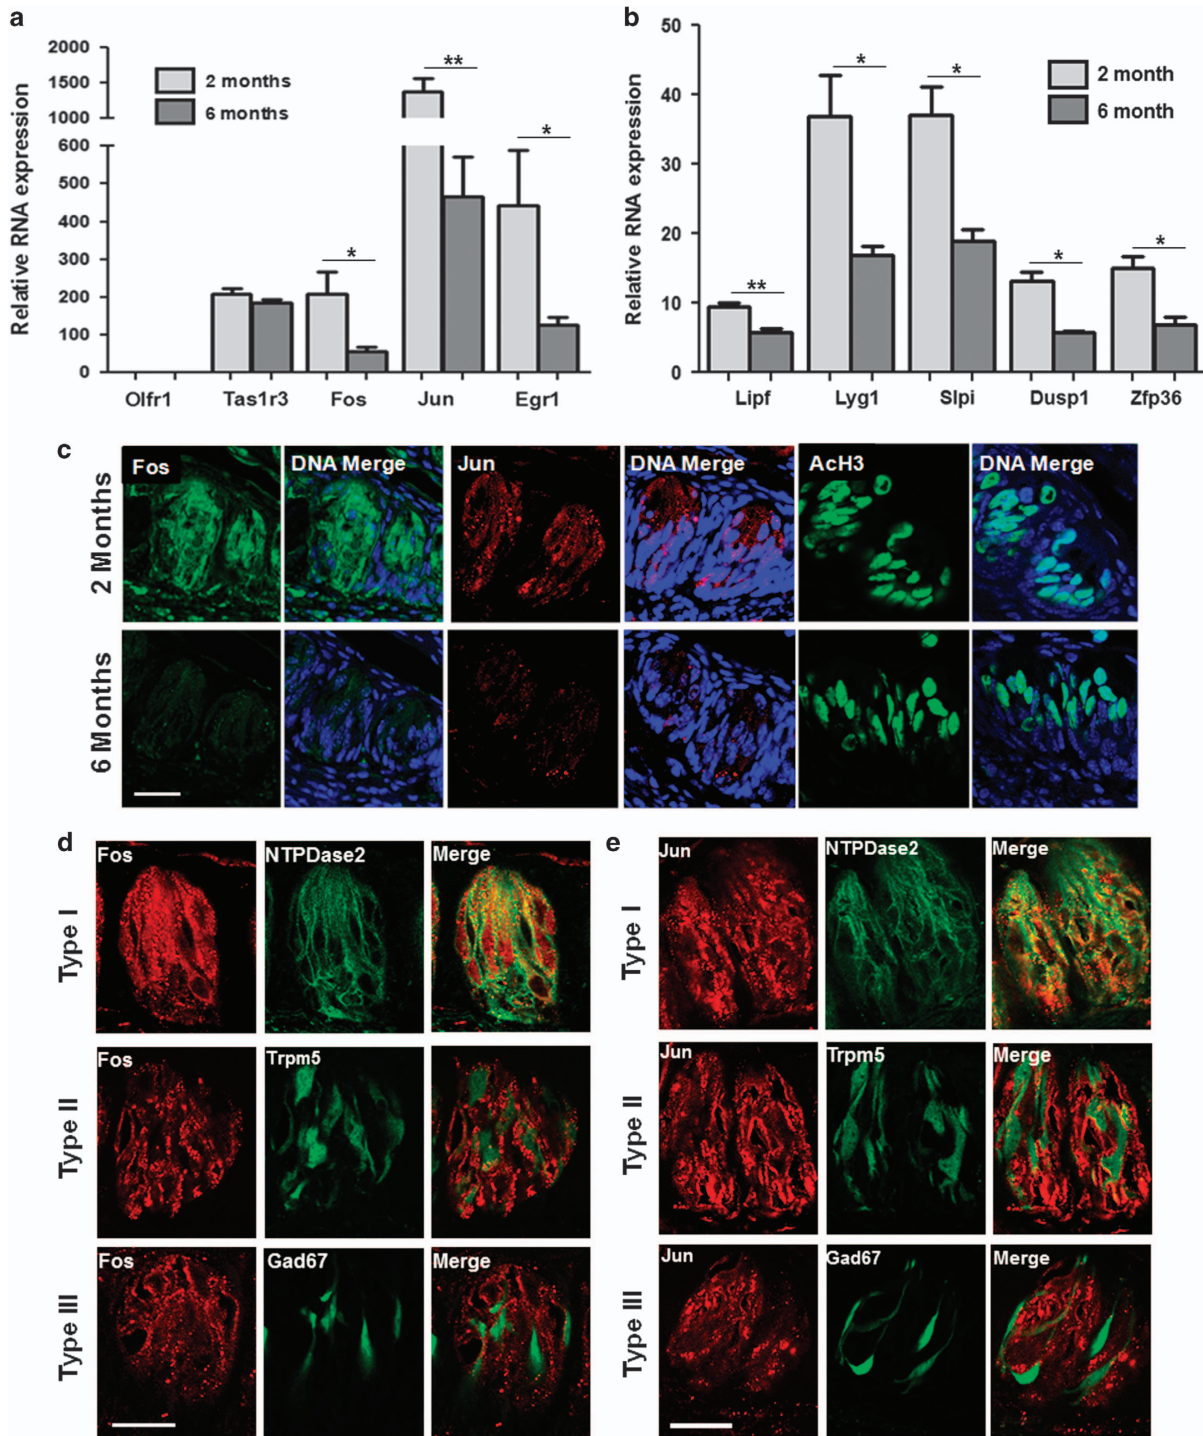 a
Relative RNA expression
2000
1500
1000
600
500
400
300
200
100
0
2 months
6 months
*
**
*
Olfr1 Tas1r3 Fos Jun Egr1
b
Relative RNA expression
50
40
30
20
10
0
2 month
6 month
**
*
*
*
*
Lipf Lyg1 Slpi Dusp1 Zfp36
c
2 Months
Fos DNA Merge Jun DNA Merge AcH3 DNA Merge
6 Months
d
Type I
Fos NTPDase2 Merge
Type II
Fos Trpm5
Type III
Fos Gad67 Merge
e
Type I
Jun NTPDase2 Merge
Type II
Jun Trpm5 Merge
Type III
Jun Gad67 Merge